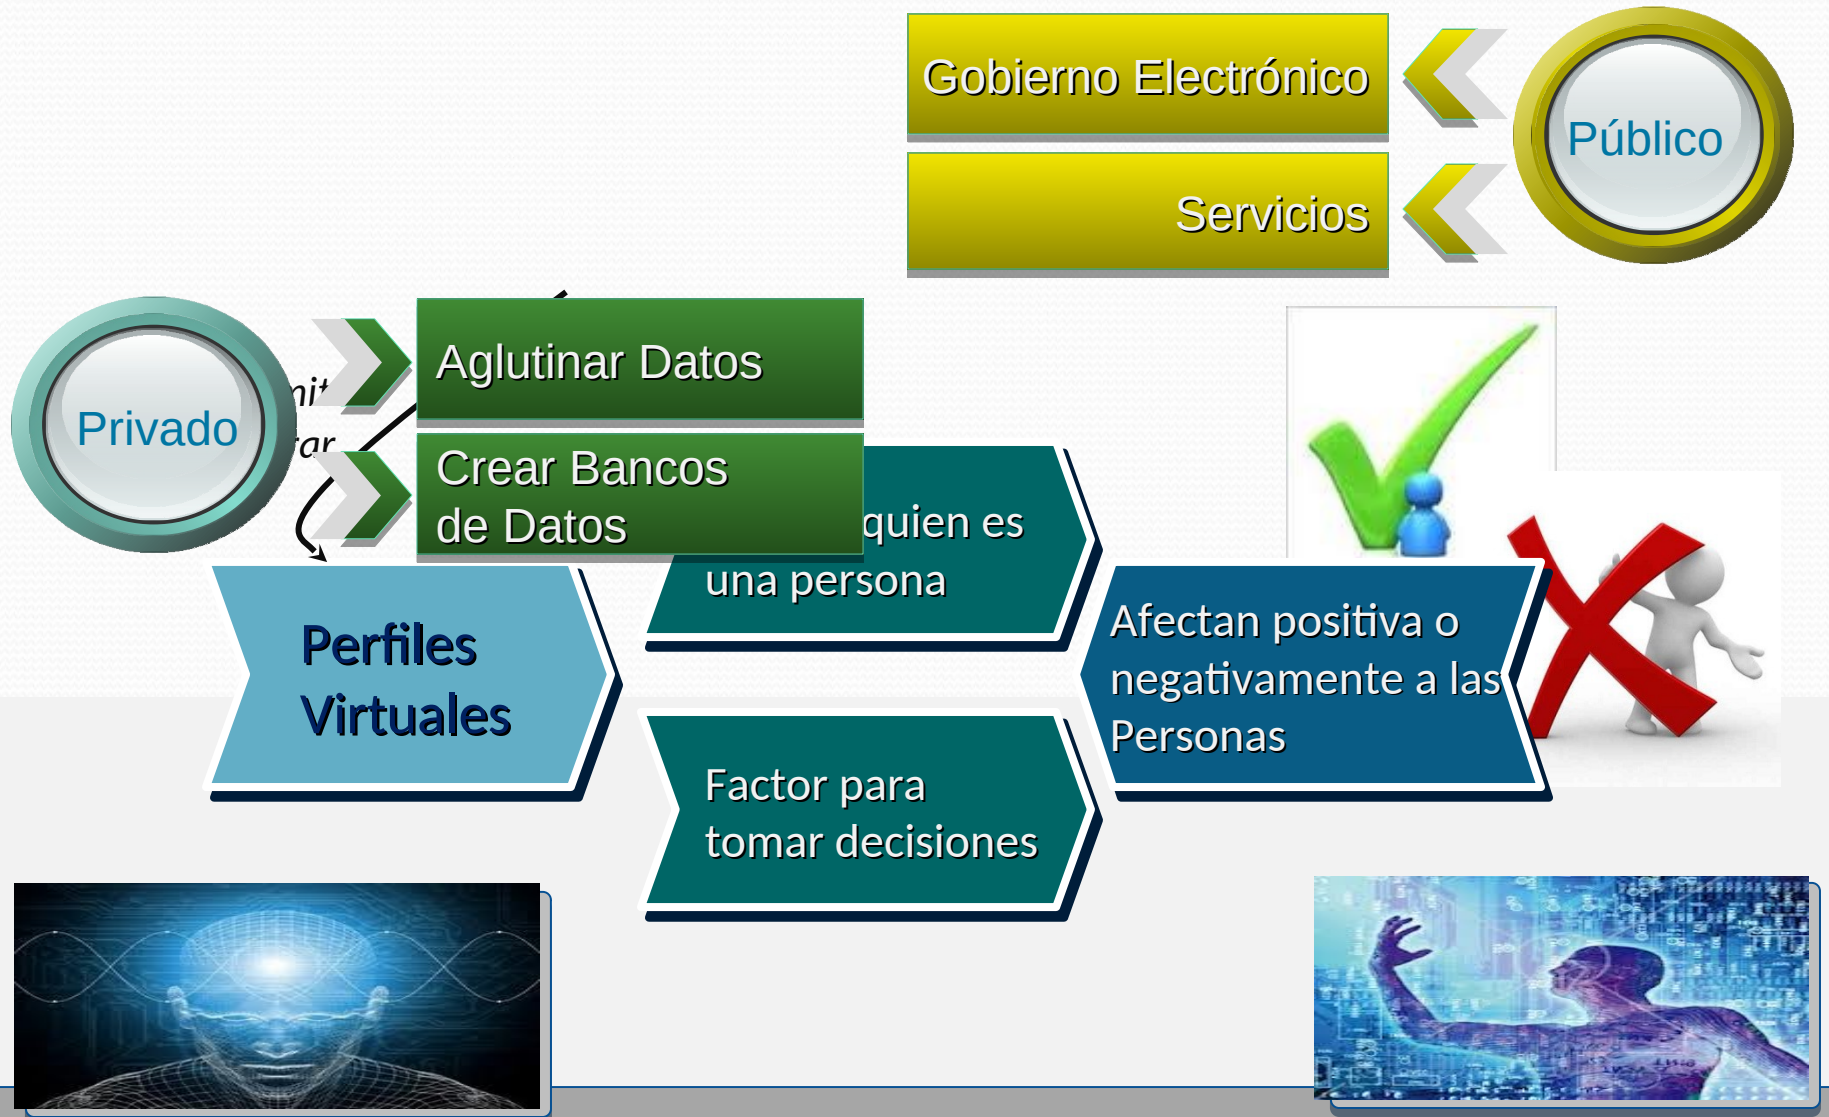 Gobierno Electrónico
Público
Servicios
Privado
Aglutinar Datos
Crear Bancos
de Datos
quien es
una persona
Perfiles
Virtuales
Afectan positiva o
negativamente a las
Personas
Factor para
tomar decisiones